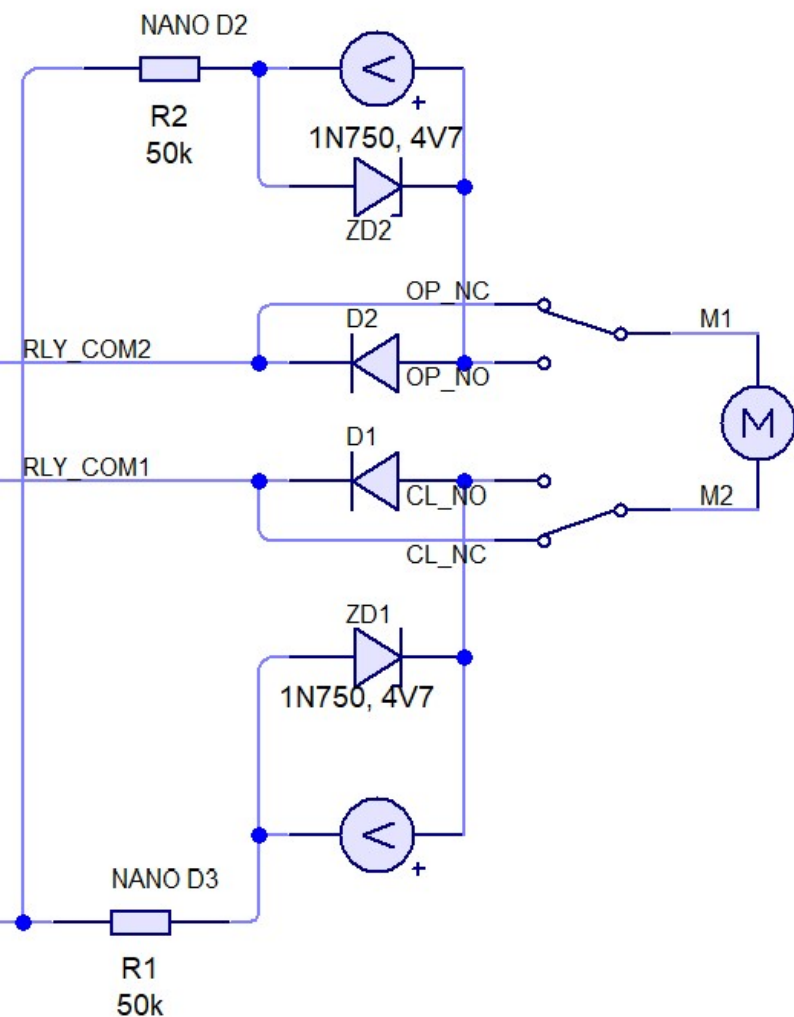 NANO D2
R2
50k
V
+
1N750, 4V7
ZD2
OP_NC
D2
RLY_COM2
M1
OP_NO
M
D1
RLY_COM1
CL_NO
M2
CL_NC
ZD1
1N750, 4V7
V
+
NANO D3
R1
50k